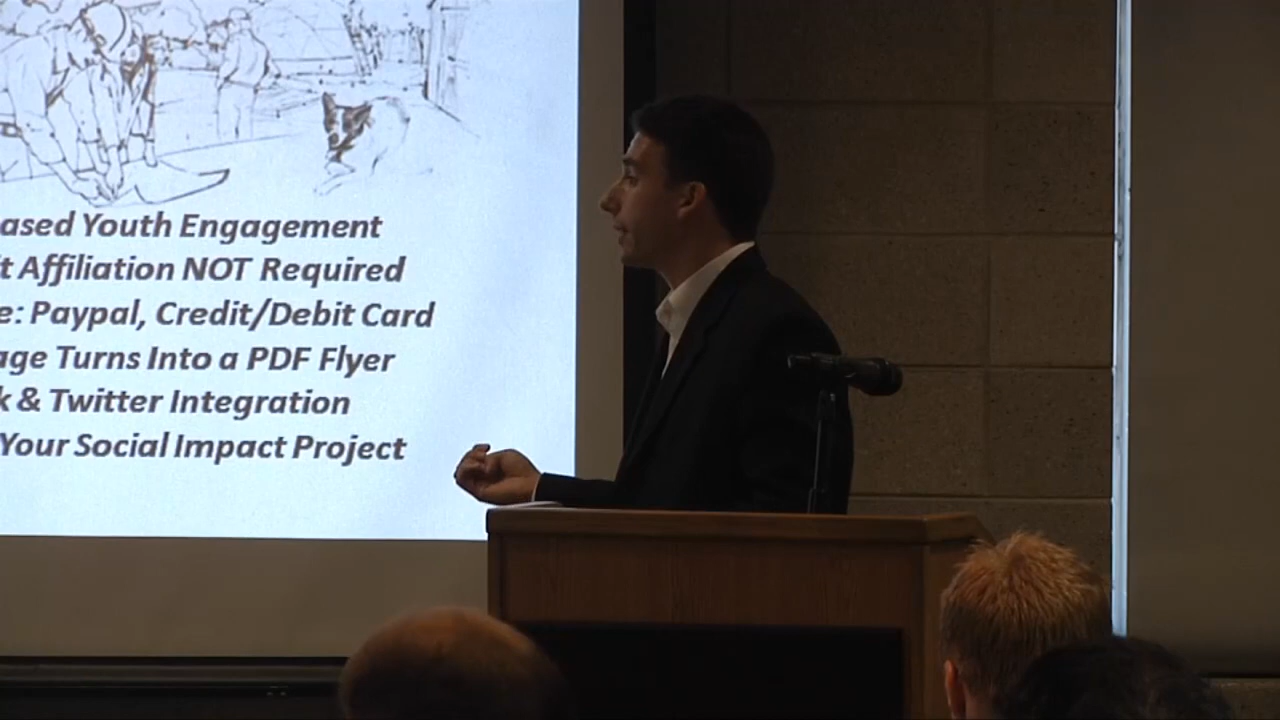 ased Youth Engagement
t Affiliation NOT Required
e: Paypal, Credit/Debit Card
age Turns Into a PDF Flyer
k & Twitter Integration
Your Social Impact Project